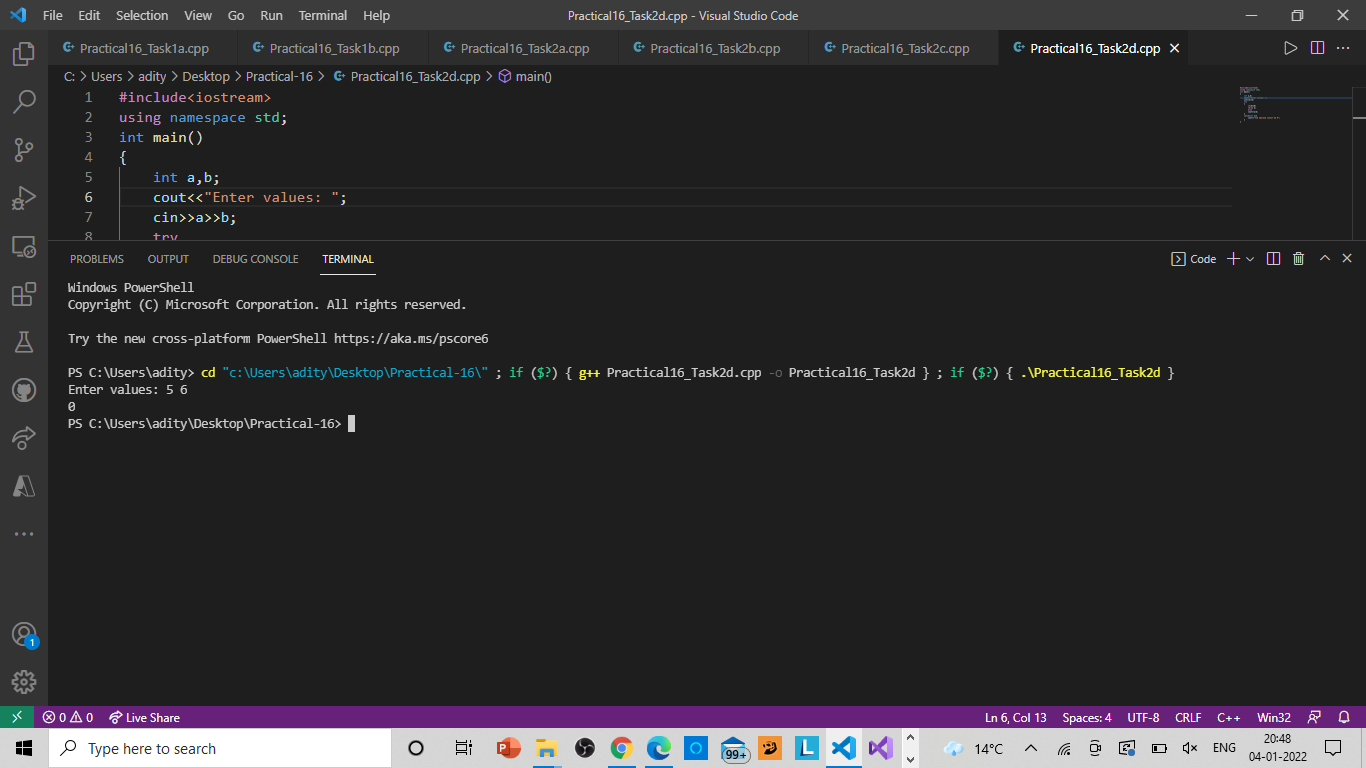 File Edit Selection View Go Run Terminal Help Practical16_Task2d.cpp - Visual Studio Code
Practical16_Task1a.cpp Practical16_Task1b.cpp Practical16_Task2a.cpp Practical16_Task2b.cpp Practical16_Task2c.cpp Practical16_Task2d.cpp
C: > Users > adity > Desktop > Practical-16 > Practical16_Task2d.cpp > main()
1 #include<iostream>
2 using namespace std;
3 int main()
4 {
5 int a,b;
6 cout<<"Enter values: ";
7 cin>>a>>b;
8 try
PROBLEMS OUTPUT DEBUG CONSOLE TERMINAL Code
Windows PowerShell
Copyright (C) Microsoft Corporation. All rights reserved.
Try the new cross-platform PowerShell https://aka.ms/pscore6
PS C:\Users\adity> cd "c:\Users\adity\Desktop\Practical-16\" ; if ($?) { g++ Practical16_Task2d.cpp -o Practical16_Task2d } ; if ($?) { .\Practical16_Task2d }
Enter values: 5 6
0
PS C:\Users\adity\Desktop\Practical-16>
1
0 0 Live Share Ln 6, Col 13 Spaces: 4 UTF-8 CRLF C++ Win32
Type here to search 99+ 14°C ENG 20:48
04-01-2022